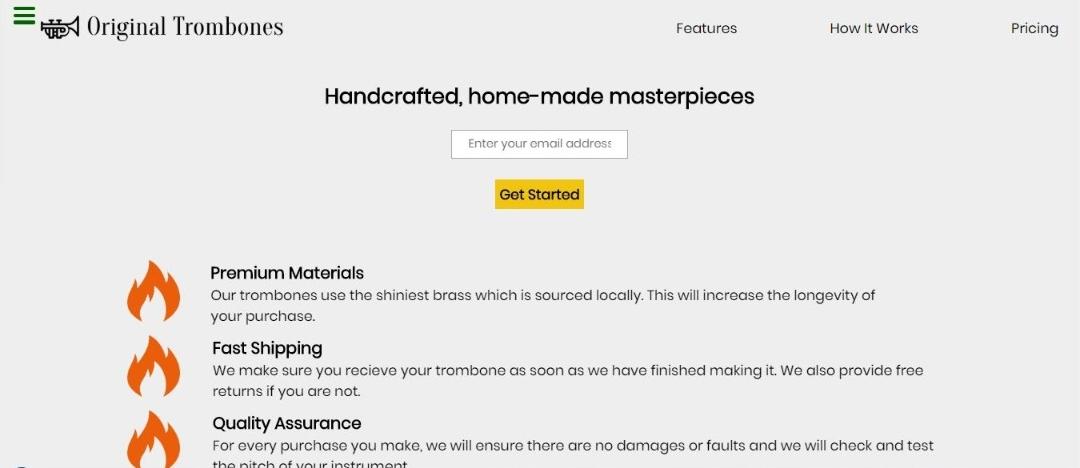 Original Trombones
Features
How It Works
Pricing
Handcrafted, home-made masterpieces
Enter your email address
Get Started
Premium Materials
Our trombones use the shiniest brass which is sourced locally. This will increase the longevity of
your purchase.
Fast Shipping
We make sure you recieve your trombone as soon as we have finished making it. We also provide free
returns if you are not.
Quality Assurance
For every purchase you make, we will ensure there are no damages or faults and we will check and test
the pitch of your instrument.